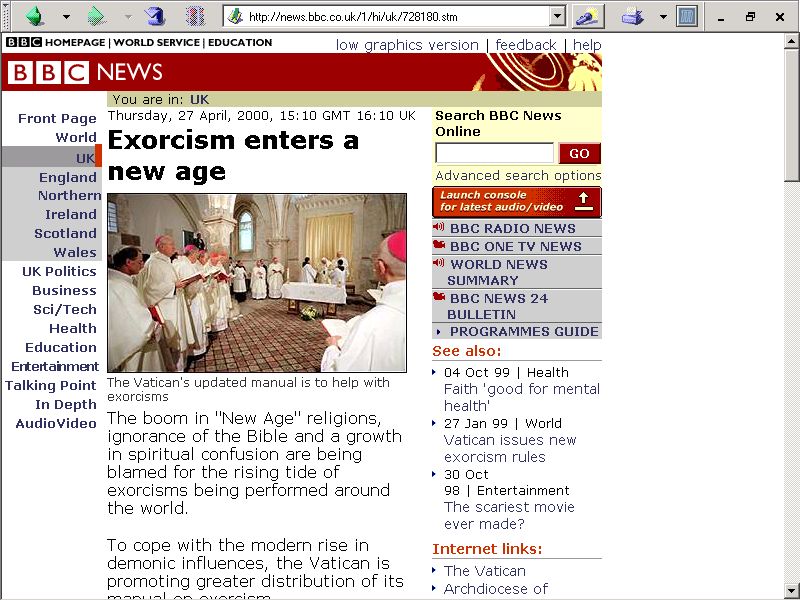 http://news.bbc.co.uk/1/hi/uk/728180.stm
BBC HOMEPAGE | WORLD SERVICE | EDUCATION
low graphics version | feedback | help
BBC NEWS
You are in: UK
Front Page
World
UK
England
Northern
Ireland
Scotland
Wales
UK Politics
Business
Sci/Tech
Health
Education
Entertainment
Talking Point
In Depth
AudioVideo
Thursday, 27 April, 2000, 15:10 GMT 16:10 UK
Exorcism enters a
new age
The Vatican's updated manual is to help with
exorcisms
The boom in "New Age" religions,
ignorance of the Bible and a growth
in spiritual confusion are being
blamed for the rising tide of
exorcisms being performed around
the world.
To cope with the modern rise in
demonic influences, the Vatican is
promoting greater distribution of its
manual on exorcism.
Search BBC News
Online
GO
Advanced search options
Launch console
for latest audio/video
BBC RADIO NEWS
BBC ONE TV NEWS
WORLD NEWS
SUMMARY
BBC NEWS 24
BULLETIN
PROGRAMMES GUIDE
See also:
04 Oct 99 | Health
Faith 'good for mental
health'
27 Jan 99 | World
Vatican issues new
exorcism rules
30 Oct
98 | Entertainment
The scariest movie
ever made?
Internet links:
The Vatican
Archdiocese of